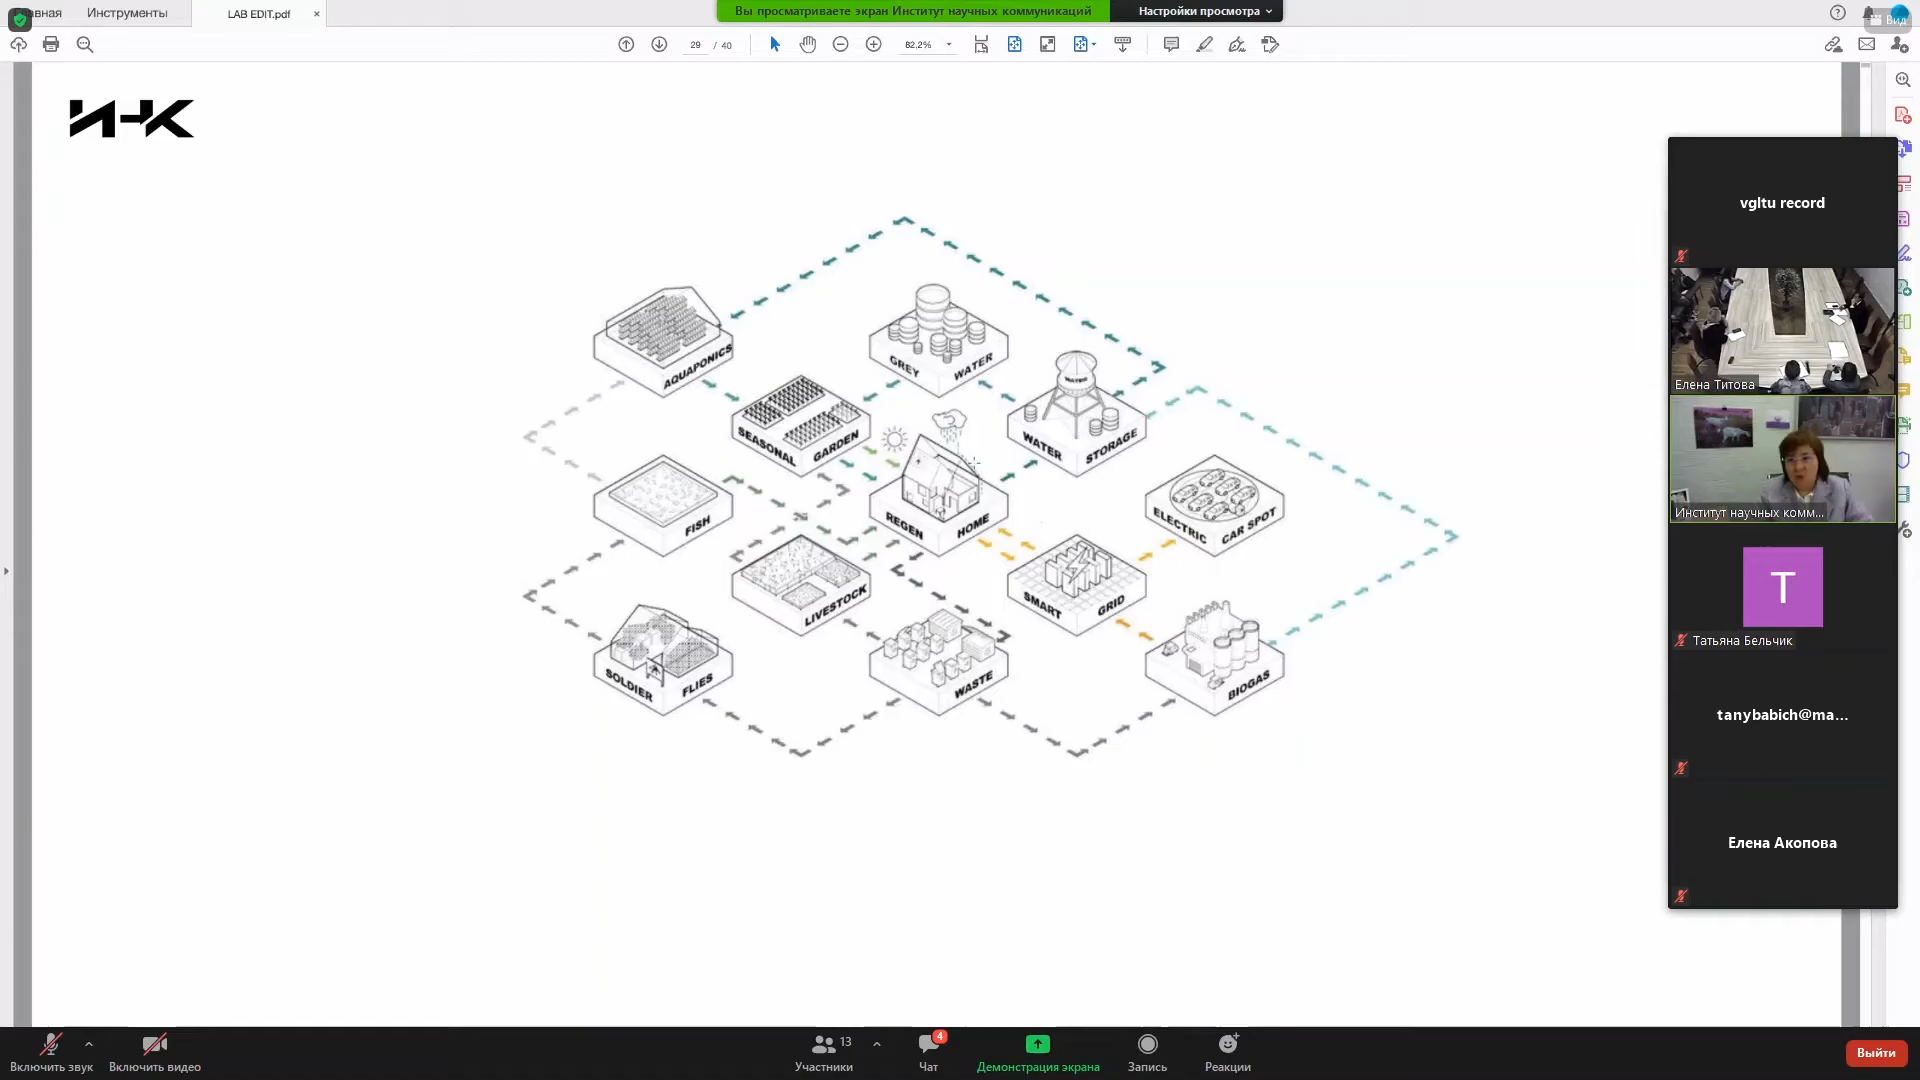 Главная
Инструменты
LAB EDIT.pdf
×
Вы просматриваете экран Институт научных коммуникаций
Настройки просмотра
Вид
29 / 40
82,2%
И-К
AQUAPONICS
GREY WATER
WATER
WATER STORAGE
SEASONAL GARDEN
FISH
REGEN HOME
ELECTRIC CAR SPOT
LIVESTOCK
SMART GRID
SOLDIER FLIES
WASTE
BIOGAS
vgltu record
Елена Титова
Институт научных комм...
T
Татьяна Бельчик
tanybabich@ma...
Елена Акопова
Включить звук
Включить видео
Участники
13
Чат
4
Демонстрация экрана
Запись
Реакции
Выйти